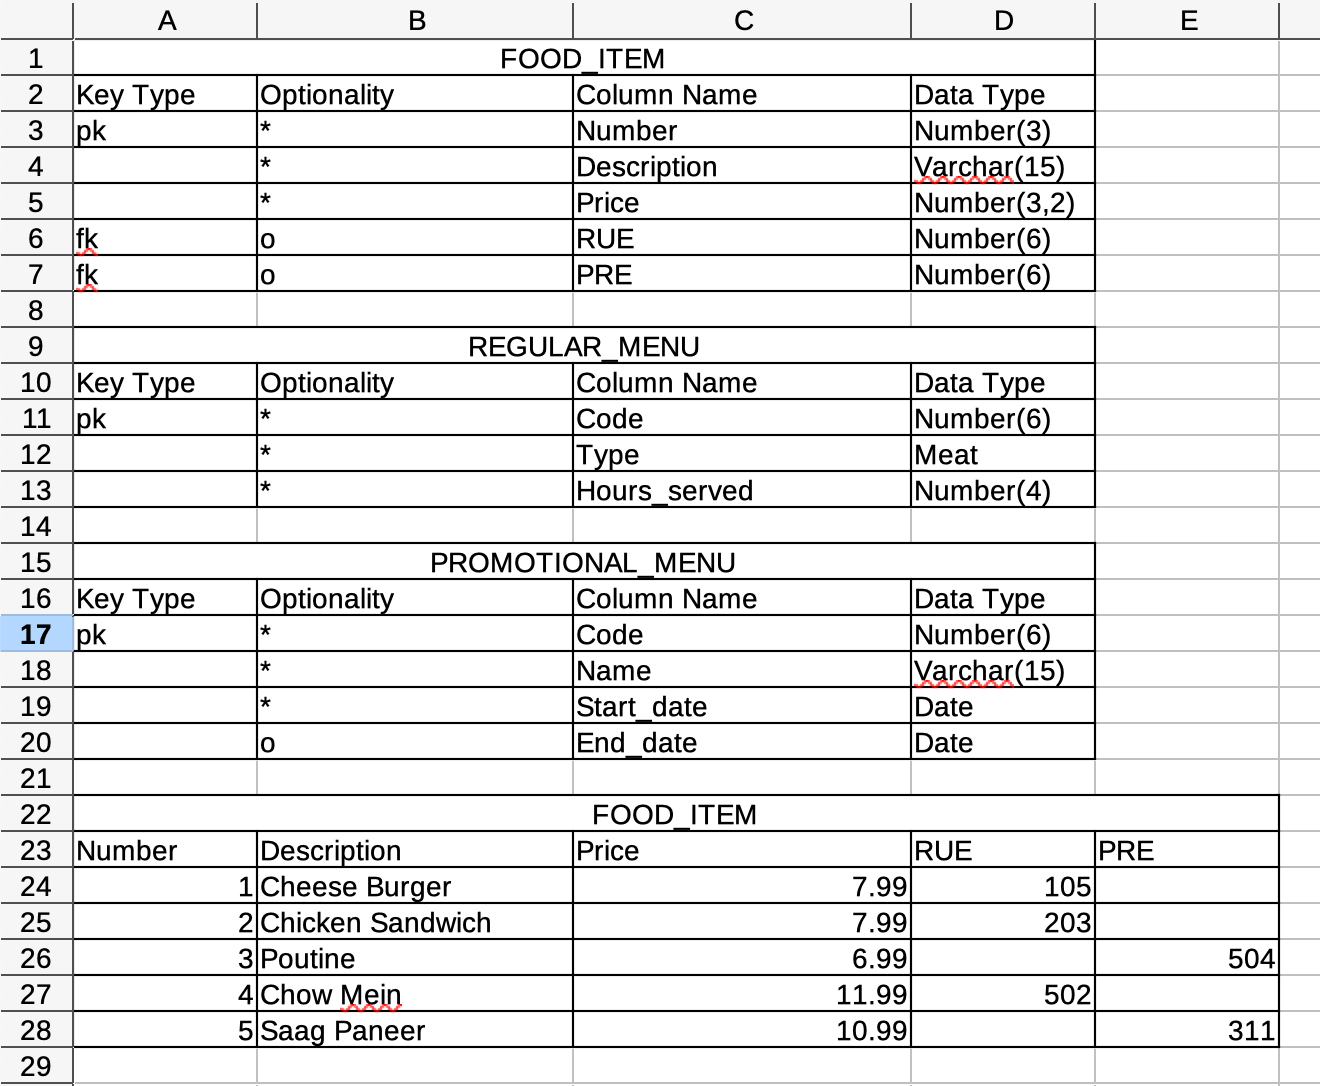 A B C D E
1 FOOD_ITEM
2 Key Type Optionality Column Name Data Type
3 pk * Number Number(3)
4 * Description Varchar(15)
5 * Price Number(3,2)
6 fk o RUE Number(6)
7 fk o PRE Number(6)
8
9 REGULAR_MENU
10 Key Type Optionality Column Name Data Type
11 pk * Code Number(6)
12 * Type Meat
13 * Hours_served Number(4)
14
15 PROMOTIONAL_MENU
16 Key Type Optionality Column Name Data Type
17 pk * Code Number(6)
18 * Name Varchar(15)
19 * Start_date Date
20 o End_date Date
21
22 FOOD_ITEM
23 Number Description Price RUE PRE
24 1 Cheese Burger 7.99 105
25 2 Chicken Sandwich 7.99 203
26 3 Poutine 6.99 504
27 4 Chow Mein 11.99 502
28 5 Saag Paneer 10.99 311
29